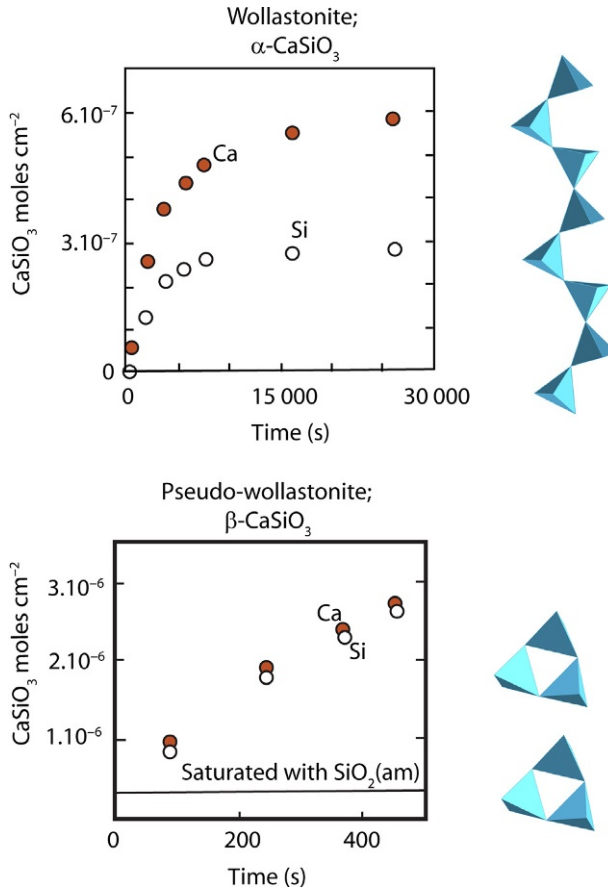 Wollastonite;
α-CaSiO₃
CaSiO₃ moles cm⁻²
6.10⁻⁷
3.10⁻⁷
0
Ca
Si
0
15 000
30 000
Time (s)
Pseudo-wollastonite;
β-CaSiO₃
CaSiO₃ moles cm⁻²
3.10⁻⁶
2.10⁻⁶
1.10⁻⁶
Ca
Si
Saturated with SiO₂(am)
0
200
400
Time (s)